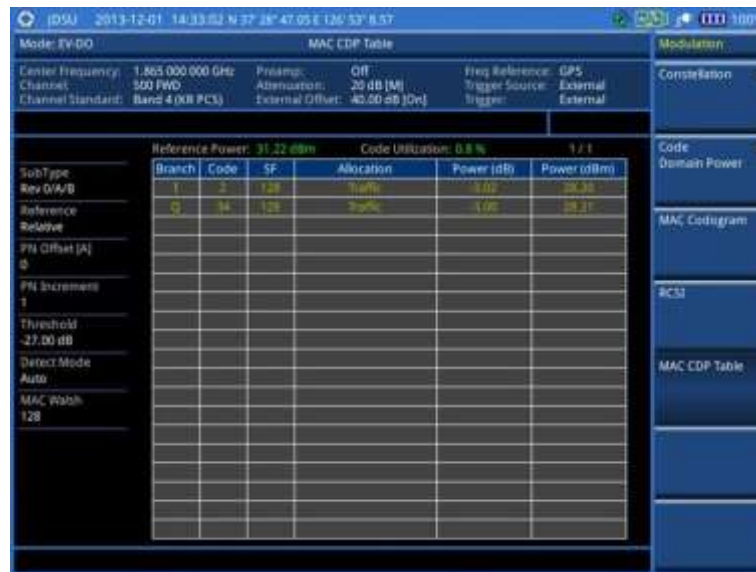 JDSU 2013-12-01 14:33:02 N 37° 28" 47.05 E 126° 53" 8.57 100
Mode: EV-DO MAC CDP Table
Modulation
Center Frequency: 1.865 000 000 GHz Preamp: Off Freq Reference: GPS
Channel: 500 FWD Attenuation: 20 dB [M] Trigger Source: External
Channel Standard: Band 4 (KR PCS) External Offset: 40.00 dB [On] Trigger: External
Constellation
Reference Power: 31.22 dBm Code Utilization: 0.8 % 1 / 1
Branch Code SF Allocation Power (dB) Power (dBm)
I 2 128 Traffic -3.02 28.20
Q 34 128 Traffic -3.00 28.21
SubType
Rev 0/A/B
Reference
Relative
PN Offset [A]
0
PN Increment
1
Threshold
-27.00 dB
Detect Mode
Auto
MAC Walsh
128
Code
Domain Power
MAC Codogram
RCSI
MAC CDP Table